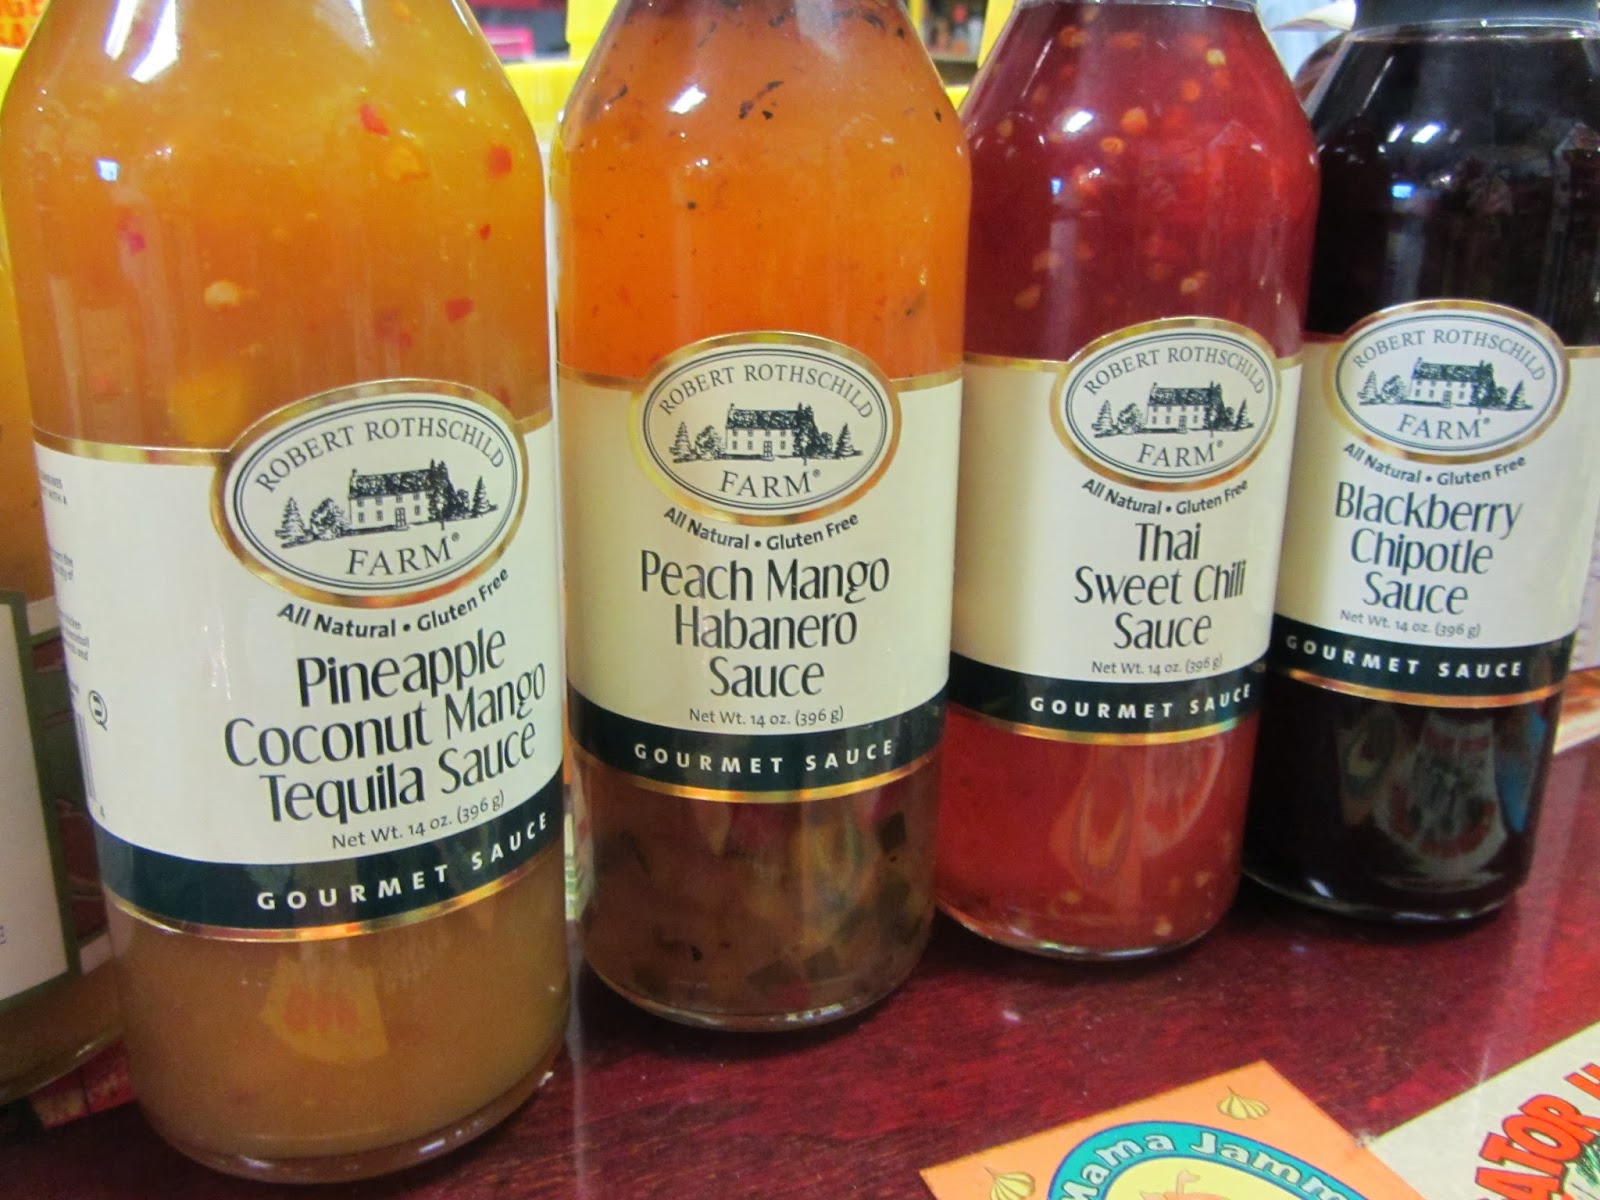 ROBERT ROTHSCHILD
FARM®
All Natural • Gluten Free
Pineapple
Coconut Mango
Tequila Sauce
Net Wt. 14 oz. (396 g)
GOURMET SAUCE
ROBERT ROTHSCHILD
FARM®
All Natural • Gluten Free
Peach Mango
Habanero
Sauce
Net Wt. 14 oz. (396 g)
GOURMET SAUCE
ROBERT ROTHSCHILD
FARM®
All Natural • Gluten Free
Thai
Sweet Chili
Sauce
Net Wt. 14 oz. (396 g)
GOURMET SAUCE
ROBERT ROTHSCHILD
FARM®
All Natural • Gluten Free
Blackberry
Chipotle
Sauce
Net Wt. 14 oz. (396 g)
GOURMET SAUCE
Mama Jamm